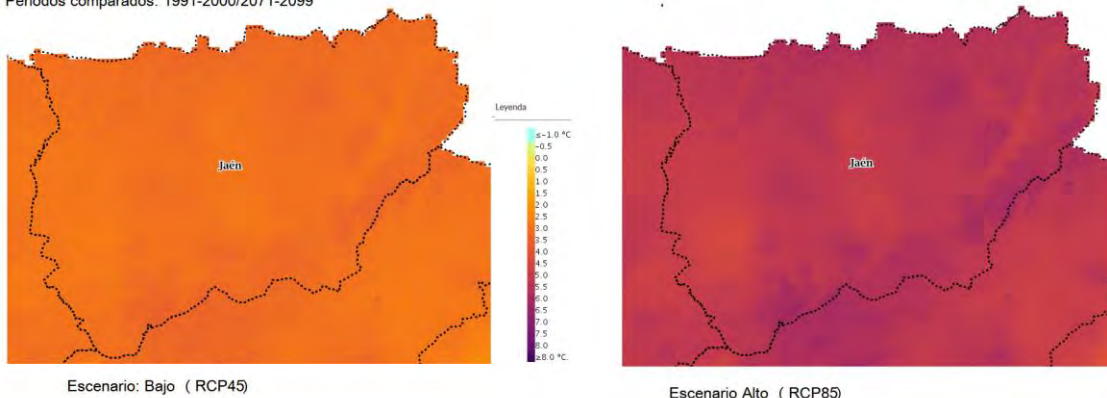 Periodos comparados: 1991-2000/2071-2099
Jaén
Leyenda
≤-1.0 °C
-0.5
0.0
0.5
1.0
1.5
2.0
2.5
3.0
3.5
4.0
4.5
5.0
5.5
6.0
6.5
7.0
7.5
8.0
≥8.0 °C.
Jaén
Escenario: Bajo ( RCP45)
Escenario Alto ( RCP85)